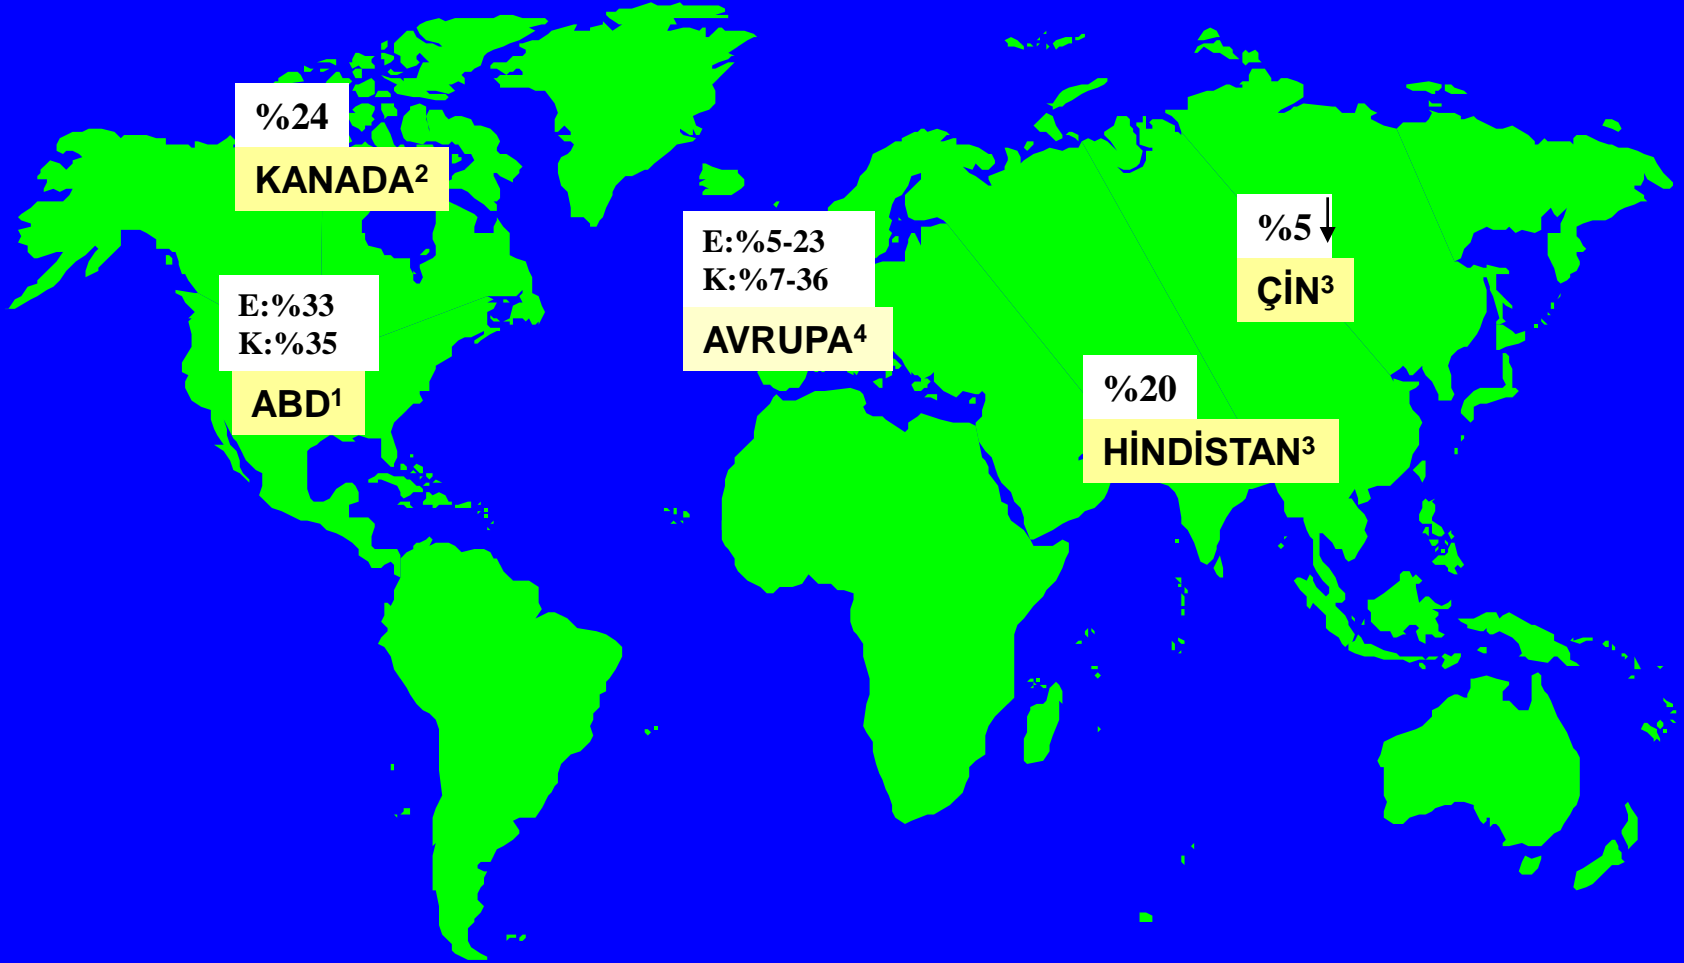 %24
KANADA²
E:%33
K:%35
ABD¹
E:%5-23
K:%7-36
AVRUPA⁴
%5↓
ÇİN³
%20
HİNDİSTAN³